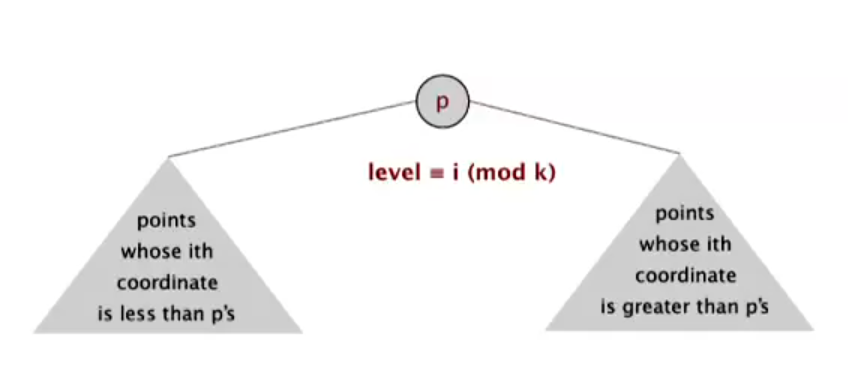 p
level ≡ i (mod k)
points
whose ith
coordinate
is less than p's
points
whose ith
coordinate
is greater than p's